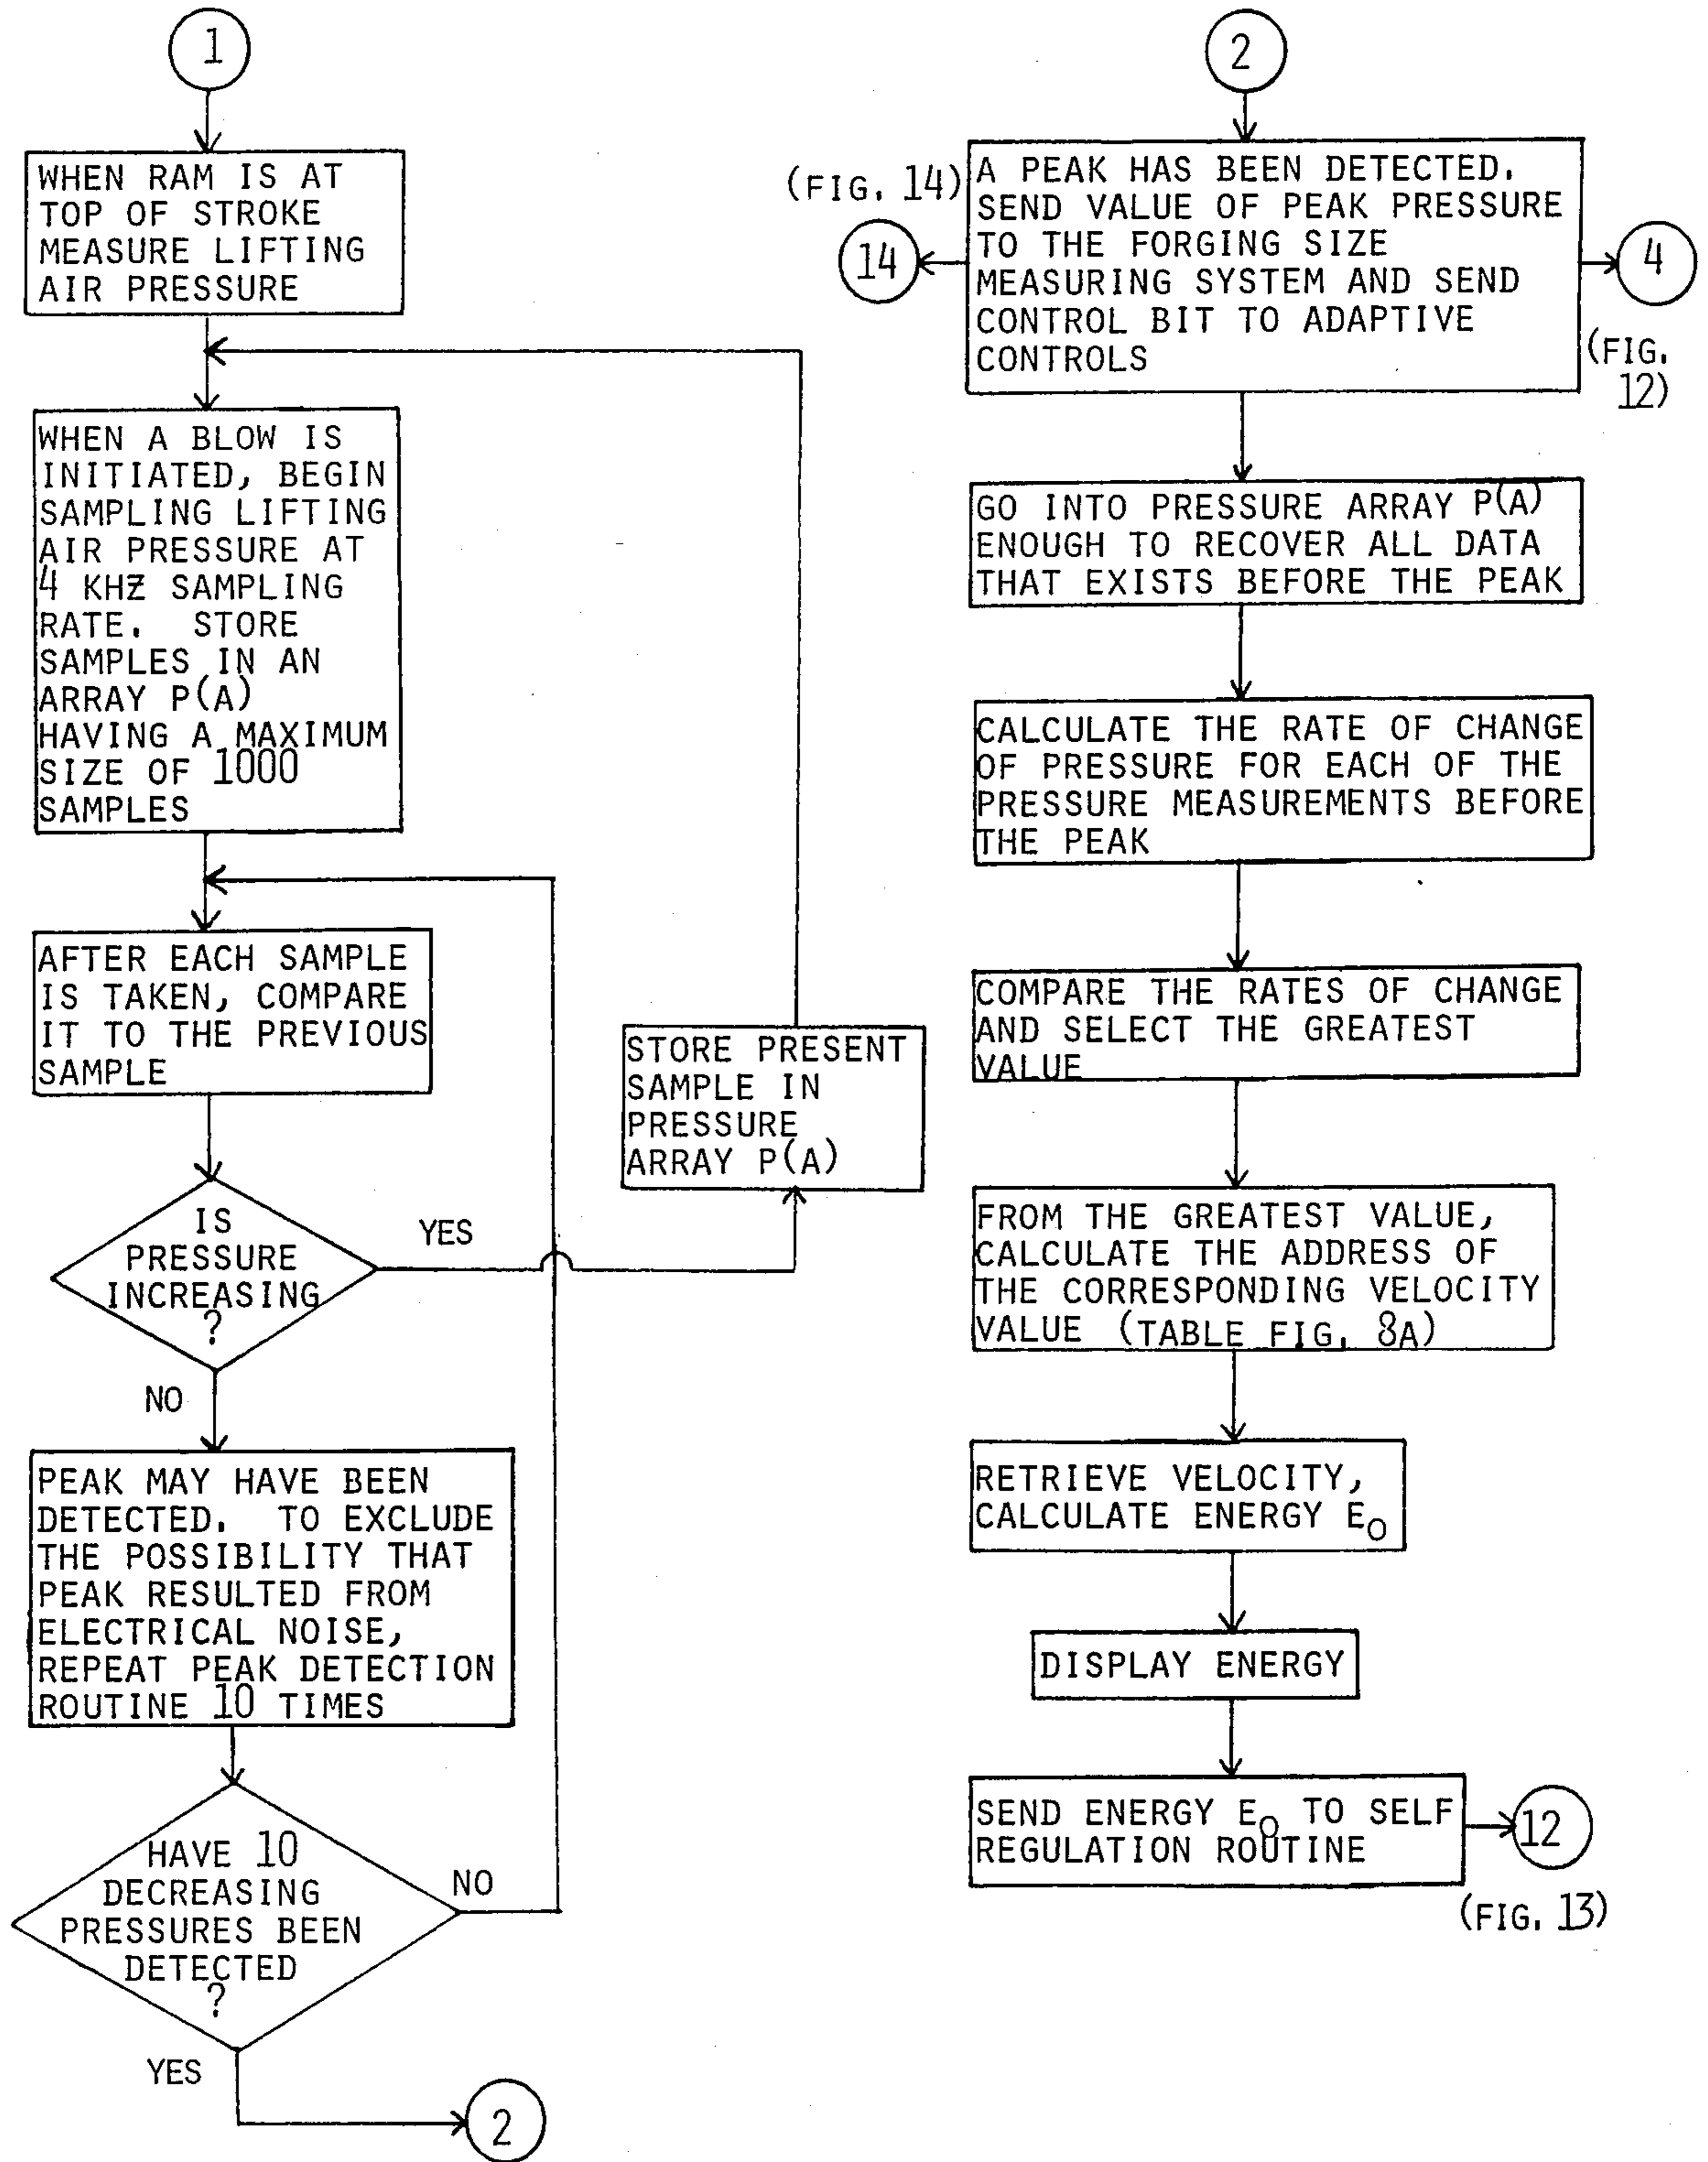 1
WHEN RAM IS AT
TOP OF STROKE
MEASURE LIFTING
AIR PRESSURE
WHEN A BLOW IS
INITIATED, BEGIN
SAMPLING LIFTING
AIR PRESSURE AT
4 KHZ SAMPLING
RATE. STORE
SAMPLES IN AN
ARRAY P(A)
HAVING A MAXIMUM
SIZE OF 1000
SAMPLES
AFTER EACH SAMPLE
IS TAKEN, COMPARE
IT TO THE PREVIOUS
SAMPLE
IS
PRESSURE
INCREASING
?
YES
STORE PRESENT
SAMPLE IN
PRESSURE
ARRAY P(A)
NO
PEAK MAY HAVE BEEN
DETECTED. TO EXCLUDE
THE POSSIBILITY THAT
PEAK RESULTED FROM
ELECTRICAL NOISE,
REPEAT PEAK DETECTION
ROUTINE 10 TIMES
HAVE 10
DECREASING
PRESSURES BEEN
DETECTED
?
NO
YES
2
2
(FIG. 14)
14
A PEAK HAS BEEN DETECTED.
SEND VALUE OF PEAK PRESSURE
TO THE FORGING SIZE
MEASURING SYSTEM AND SEND
CONTROL BIT TO ADAPTIVE
CONTROLS
4
(FIG.
12)
GO INTO PRESSURE ARRAY P(A)
ENOUGH TO RECOVER ALL DATA
THAT EXISTS BEFORE THE PEAK
CALCULATE THE RATE OF CHANGE
OF PRESSURE FOR EACH OF THE
PRESSURE MEASUREMENTS BEFORE
THE PEAK
COMPARE THE RATES OF CHANGE
AND SELECT THE GREATEST
VALUE
FROM THE GREATEST VALUE,
CALCULATE THE ADDRESS OF
THE CORRESPONDING VELOCITY
VALUE (TABLE FIG. 8A)
RETRIEVE VELOCITY,
CALCULATE ENERGY EO
DISPLAY ENERGY
SEND ENERGY EO TO SELF
REGULATION ROUTINE
12
(FIG. 13)